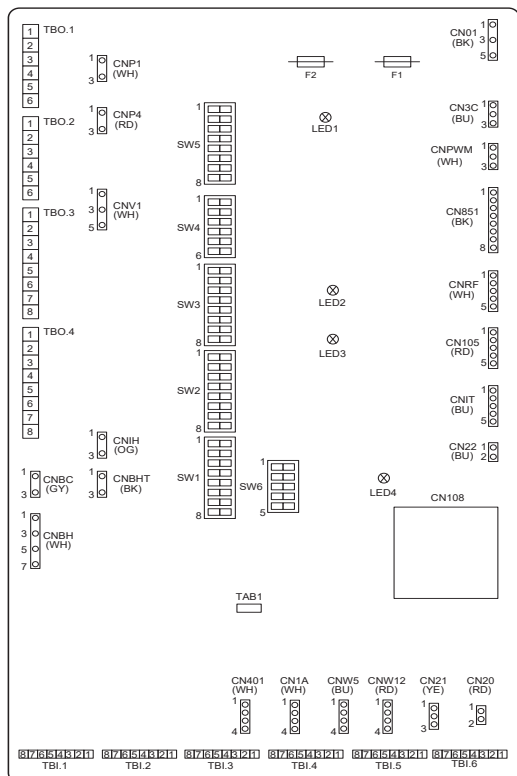 1
2
3
4
5
6
TBO.1
1
3
CNP1
(WH)
1
3
CNP4
(RD)
1
2
3
4
5
6
TBO.2
1
3
5
CNV1
(WH)
1
2
3
4
5
6
7
8
TBO.3
1
2
3
4
5
6
7
8
TBO.4
1
3
CNIH
(OG)
1
3
CNBC
(GY)
1
3
CNBHT
(BK)
1
3
5
7
CNBH
(WH)
1
SW5
8
1
SW4
6
1
SW3
8
1
SW2
8
1
SW1
8
1
SW6
5
F2
F1
LED1
LED2
LED3
LED4
1
3
5
CN01
(BK)
1
3
CN3C
(BU)
1
3
CNPWM
(WH)
1
8
CN851
(BK)
1
5
CNRF
(WH)
1
5
CN105
(RD)
1
5
CNIT
(BU)
1
2
CN22
(BU)
CN108
TAB1
CN401
(WH)
1
4
CN1A
(WH)
1
4
CNW5
(BU)
1
4
CNW12
(RD)
1
4
CN21
(YE)
1
3
CN20
(RD)
1
2
8 7 6 5 4 3 2 1
TBI.1
8 7 6 5 4 3 2 1
TBI.2
8 7 6 5 4 3 2 1
TBI.3
8 7 6 5 4 3 2 1
TBI.4
8 7 6 5 4 3 2 1
TBI.5
8 7 6 5 4 3 2 1
TBI.6